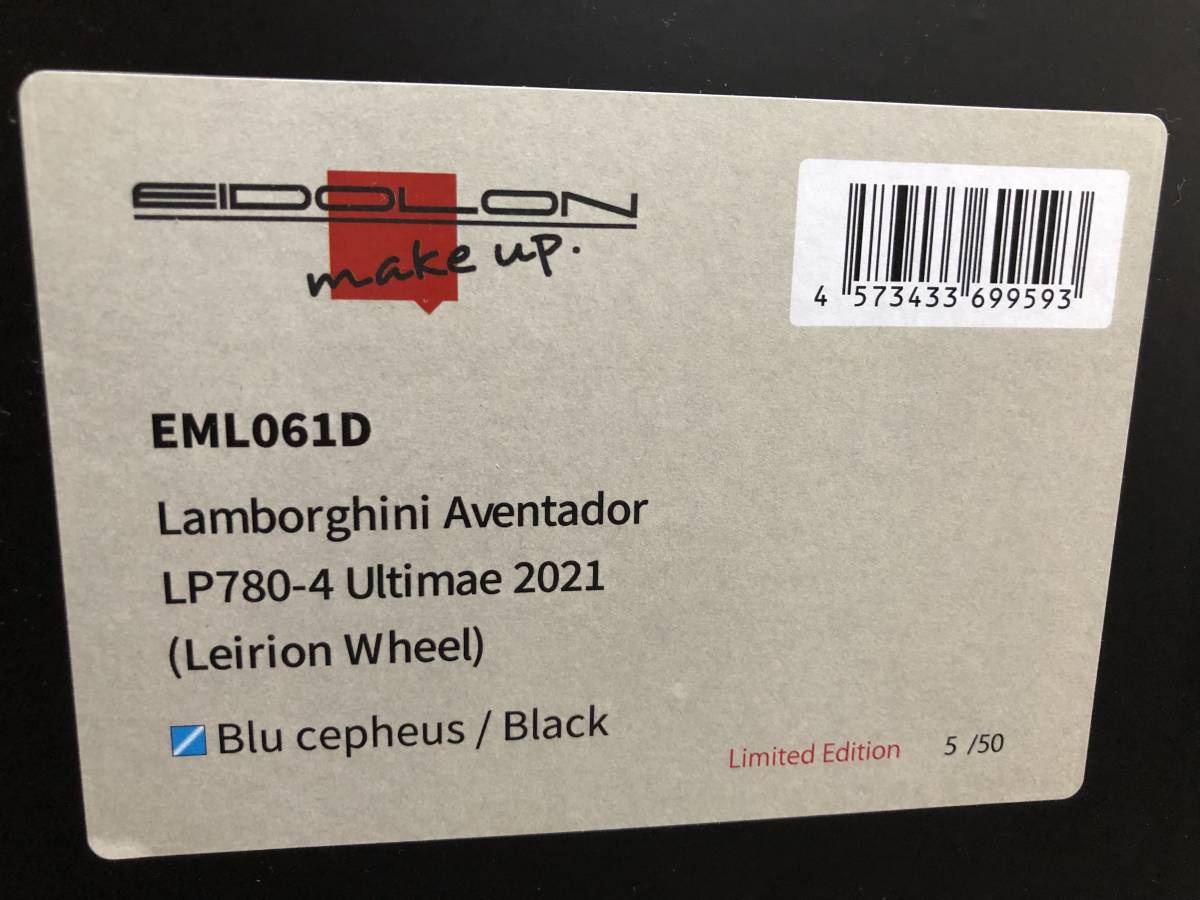 EIDOLON
make up.
4 573433 699593
EML061D
Lamborghini Aventador
LP780-4 Ultimae 2021
(Leirion Wheel)
Blu cepheus / Black
Limited Edition 5 /50